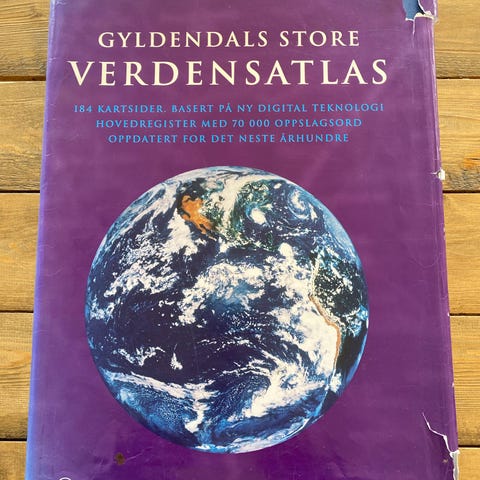 GYLDENDALS STORE
VERDENSATLAS
184 KARTSIDER. BASERT PÅ NY DIGITAL TEKNOLOGI
HOVEDREGISTER MED 70 000 OPPSLAGSORD
OPPDATERT FOR DET NESTE ÅRHUNDRE